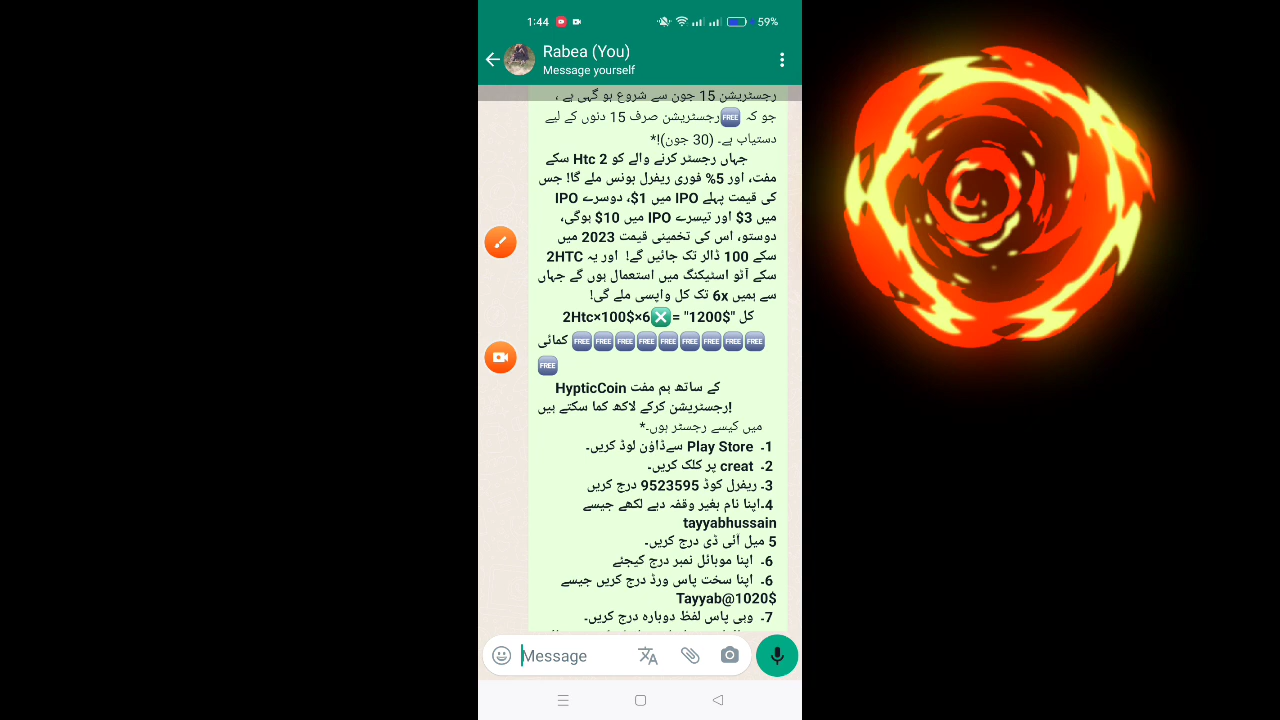 1:44
59%
Rabea (You)
Message yourself
رجسٹریشن 15 جون سے شروع ہو گہی ہے ،
جو کہ FREE رجسٹریشن صرف 15 دنوں کے لیے
دستیاب ہے۔ (30 جون)!*
جہاں رجسٹر کرنے والے کو 2 Htc سکے
مفت، اور 5% فوری ریفرل بونس ملے گا! جس
کی قیمت پہلے IPO میں 1$، دوسرے IPO
میں 3$ اور تیسرے IPO میں 10$ ہوگی،
دوستو، اس کی تخمینی قیمت 2023 میں
سکے 100 ڈالر تک جائیں گے!  اور یہ 2HTC
سکے آٹو اسٹیکنگ میں استعمال ہوں گے جہاں
سے ہمیں 6x تک کل واپسی ملے گی!
کل "1200$" = ❎2Htc×100$×6
FREE FREE FREE FREE FREE FREE FREE FREE FREE کمائی
FREE
کے ساتھ ہم مفت HypticCoin
!رجسٹریشن کرکے لاکھ کما سکتے ہیں
میں کیسے رجسٹر ہوں۔*
1۔ Play Store سےڈاؤن لوڈ کریں۔
2۔ creat پر کلک کریں۔
3۔ ریفرل کوڈ 9523595 درج کریں
4۔اپنا نام بغیر وقفہ دیے لکھے جیسے
tayyabhussain
5 میل آئی ڈی درج کریں۔
6۔ اپنا موبائل نمبر درج کیجئے
6۔ اپنا سخت پاس ورڈ درج کریں جیسے
Tayyab@1020$
7۔ وہی پاس لفظ دوبارہ درج کریں۔
Message